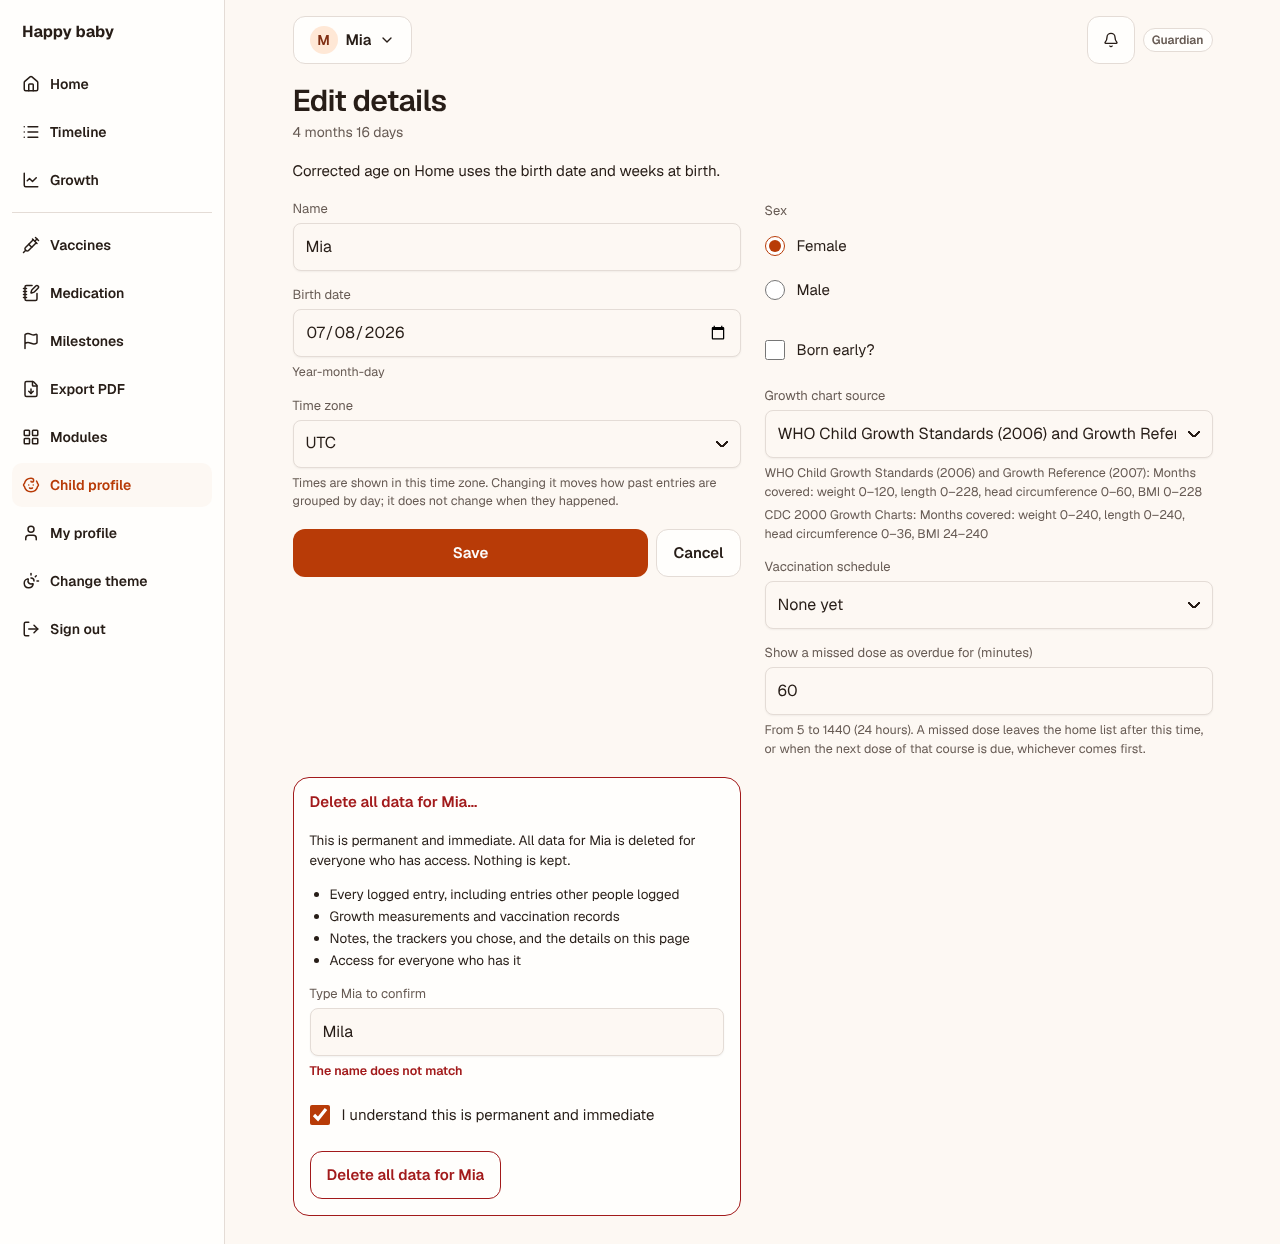 Happy baby
Home
Timeline
Growth
Vaccines
Medication
Milestones
Export PDF
Modules
Child profile
My profile
Change theme
Sign out
M Mia
Guardian
Edit details
4 months 16 days
Corrected age on Home uses the birth date and weeks at birth.
Name
Mia
Birth date
07/08/2026
Year-month-day
Time zone
UTC
Times are shown in this time zone. Changing it moves how past entries are
grouped by day; it does not change when they happened.
Save
Cancel
Sex
Female
Male
Born early?
Growth chart source
WHO Child Growth Standards (2006) and Growth Refer
WHO Child Growth Standards (2006) and Growth Reference (2007): Months
covered: weight 0–120, length 0–228, head circumference 0–60, BMI 0–228
CDC 2000 Growth Charts: Months covered: weight 0–240, length 0–240,
head circumference 0–36, BMI 24–240
Vaccination schedule
None yet
Show a missed dose as overdue for (minutes)
60
From 5 to 1440 (24 hours). A missed dose leaves the home list after this time,
or when the next dose of that course is due, whichever comes first.
Delete all data for Mia…
This is permanent and immediate. All data for Mia is deleted for
everyone who has access. Nothing is kept.
• Every logged entry, including entries other people logged
• Growth measurements and vaccination records
• Notes, the trackers you chose, and the details on this page
• Access for everyone who has it
Type Mia to confirm
Mila
The name does not match
I understand this is permanent and immediate
Delete all data for Mia